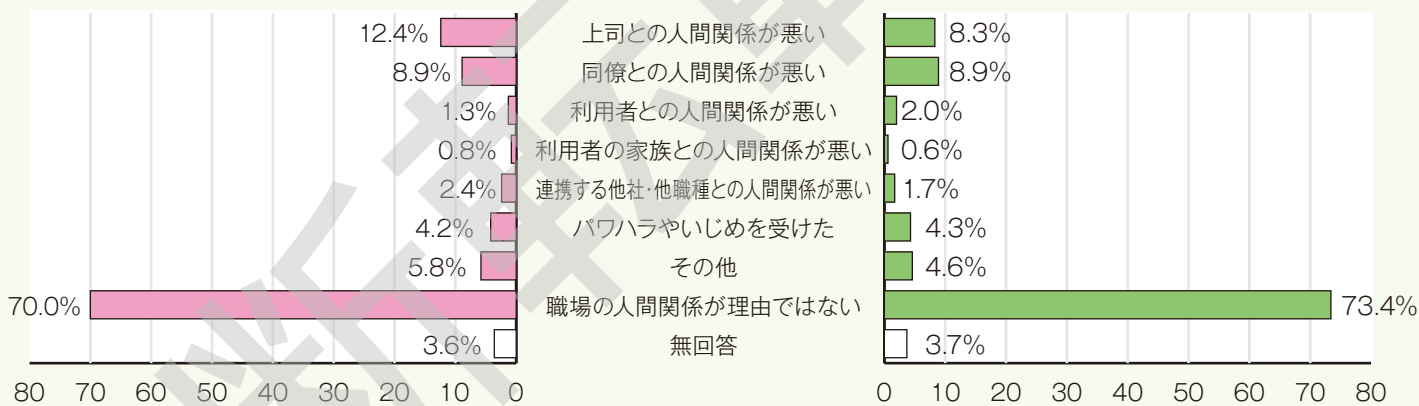 12.4% 上司との人間関係が悪い 8.3%
8.9% 同僚との人間関係が悪い 8.9%
1.3% 利用者との人間関係が悪い 2.0%
0.8% 利用者の家族との人間関係が悪い 0.6%
2.4% 連携する他社・他職種との人間関係が悪い 1.7%
4.2% パワハラやいじめを受けた 4.3%
5.8% その他 4.6%
70.0% 職場の人間関係が理由ではない 73.4%
3.6% 無回答 3.7%
80 70 60 50 40 30 20 10 0 0 10 20 30 40 50 60 70 80
断転